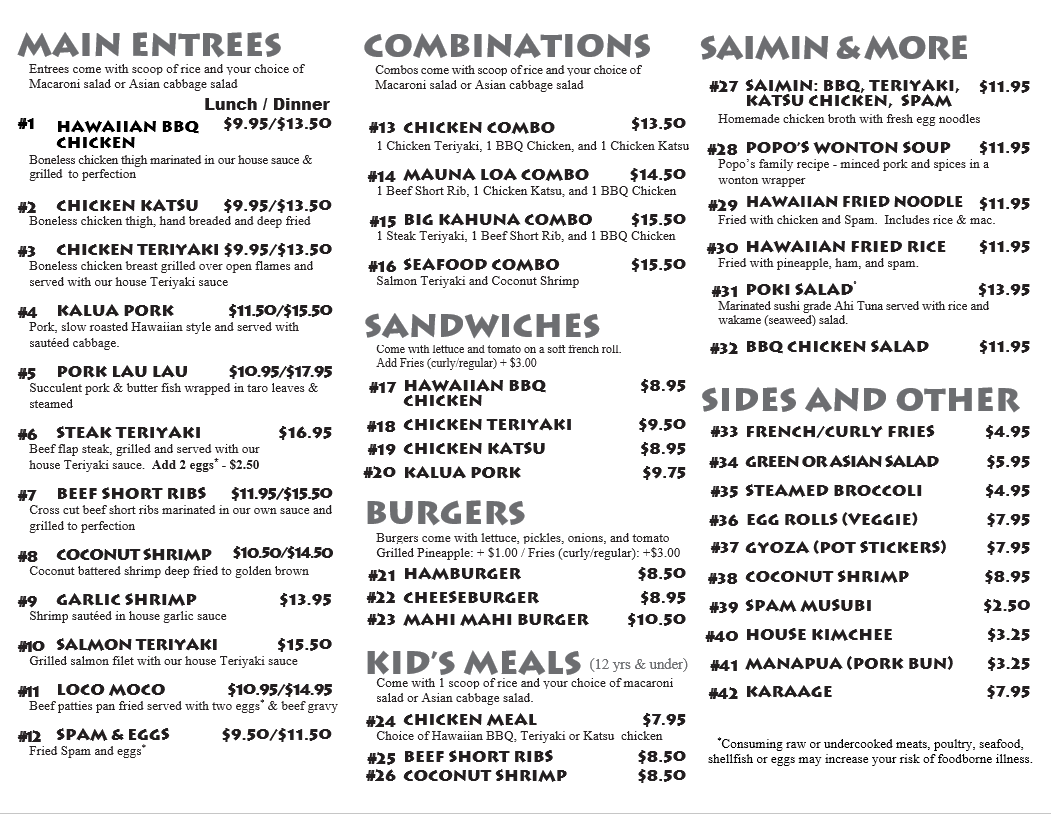 MAIN ENTREES
Entrees come with scoop of rice and your choice of
Macaroni salad or Asian cabbage salad
Lunch / Dinner
#1 HAWAIIAN BBQ $9.95/$13.50
CHICKEN
Boneless chicken thigh marinated in our house sauce &
grilled to perfection
#2 CHICKEN KATSU $9.95/$13.50
Boneless chicken thigh, hand breaded and deep fried
#3 CHICKEN TERIYAKI $9.95/$13.50
Boneless chicken breast grilled over open flames and
served with our house Teriyaki sauce
#4 KALUA PORK $11.50/$15.50
Pork, slow roasted Hawaiian style and served with
sautéed cabbage.
#5 PORK LAU LAU $10.95/$17.95
Succulent pork & butter fish wrapped in taro leaves &
steamed
#6 STEAK TERIYAKI $16.95
Beef flap steak, grilled and served with our
house Teriyaki sauce. Add 2 eggs* - $2.50
#7 BEEF SHORT RIBS $11.95/$15.50
Cross cut beef short ribs marinated in our own sauce and
grilled to perfection
#8 COCONUT SHRIMP $10.50/$14.50
Coconut battered shrimp deep fried to golden brown
#9 GARLIC SHRIMP $13.95
Shrimp sautéed in house garlic sauce
#10 SALMON TERIYAKI $15.50
Grilled salmon filet with our house Teriyaki sauce
#11 LOCO MOCO $10.95/$14.95
Beef patties pan fried served with two eggs* & beef gravy
#12 SPAM & EGGS $9.50/$11.50
Fried Spam and eggs*
COMBINATIONS
Combos come with scoop of rice and your choice of
Macaroni salad or Asian cabbage salad
#13 CHICKEN COMBO $13.50
1 Chicken Teriyaki, 1 BBQ Chicken, and 1 Chicken Katsu
#14 MAUNA LOA COMBO $14.50
1 Beef Short Rib, 1 Chicken Katsu, and 1 BBQ Chicken
#15 BIG KAHUNA COMBO $15.50
1 Steak Teriyaki, 1 Beef Short Rib, and 1 BBQ Chicken
#16 SEAFOOD COMBO $15.50
Salmon Teriyaki and Coconut Shrimp
SANDWICHES
Come with lettuce and tomato on a soft french roll.
Add Fries (curly/regular) + $3.00
#17 HAWAIIAN BBQ $8.95
CHICKEN
#18 CHICKEN TERIYAKI $9.50
#19 CHICKEN KATSU $8.95
#20 KALUA PORK $9.75
BURGERS
Burgers come with lettuce, pickles, onions, and tomato
Grilled Pineapple: + $1.00 / Fries (curly/regular): +$3.00
#21 HAMBURGER $8.50
#22 CHEESEBURGER $8.95
#23 MAHI MAHI BURGER $10.50
KID'S MEALS (12 yrs & under)
Come with 1 scoop of rice and your choice of macaroni
salad or Asian cabbage salad.
#24 CHICKEN MEAL $7.95
Choice of Hawaiian BBQ, Teriyaki or Katsu chicken
#25 BEEF SHORT RIBS $8.50
#26 COCONUT SHRIMP $8.50
SAIMIN & MORE
#27 SAIMIN: BBQ, TERIYAKI, $11.95
KATSU CHICKEN, SPAM
Homemade chicken broth with fresh egg noodles
#28 POPO'S WONTON SOUP $11.95
Popo's family recipe - minced pork and spices in a
wonton wrapper
#29 HAWAIIAN FRIED NOODLE $11.95
Fried with chicken and Spam. Includes rice & mac.
#30 HAWAIIAN FRIED RICE $11.95
Fried with pineapple, ham, and spam.
#31 POKI SALAD* $13.95
Marinated sushi grade Ahi Tuna served with rice and
wakame (seaweed) salad.
#32 BBQ CHICKEN SALAD $11.95
SIDES AND OTHER
#33 FRENCH/CURLY FRIES $4.95
#34 GREEN OR ASIAN SALAD $5.95
#35 STEAMED BROCCOLI $4.95
#36 EGG ROLLS (VEGGIE) $7.95
#37 GYOZA (POT STICKERS) $7.95
#38 COCONUT SHRIMP $8.95
#39 SPAM MUSUBI $2.50
#40 HOUSE KIMCHEE $3.25
#41 MANAPUA (PORK BUN) $3.25
#42 KARAAGE $7.95
*Consuming raw or undercooked meats, poultry, seafood,
shellfish or eggs may increase your risk of foodborne illness.